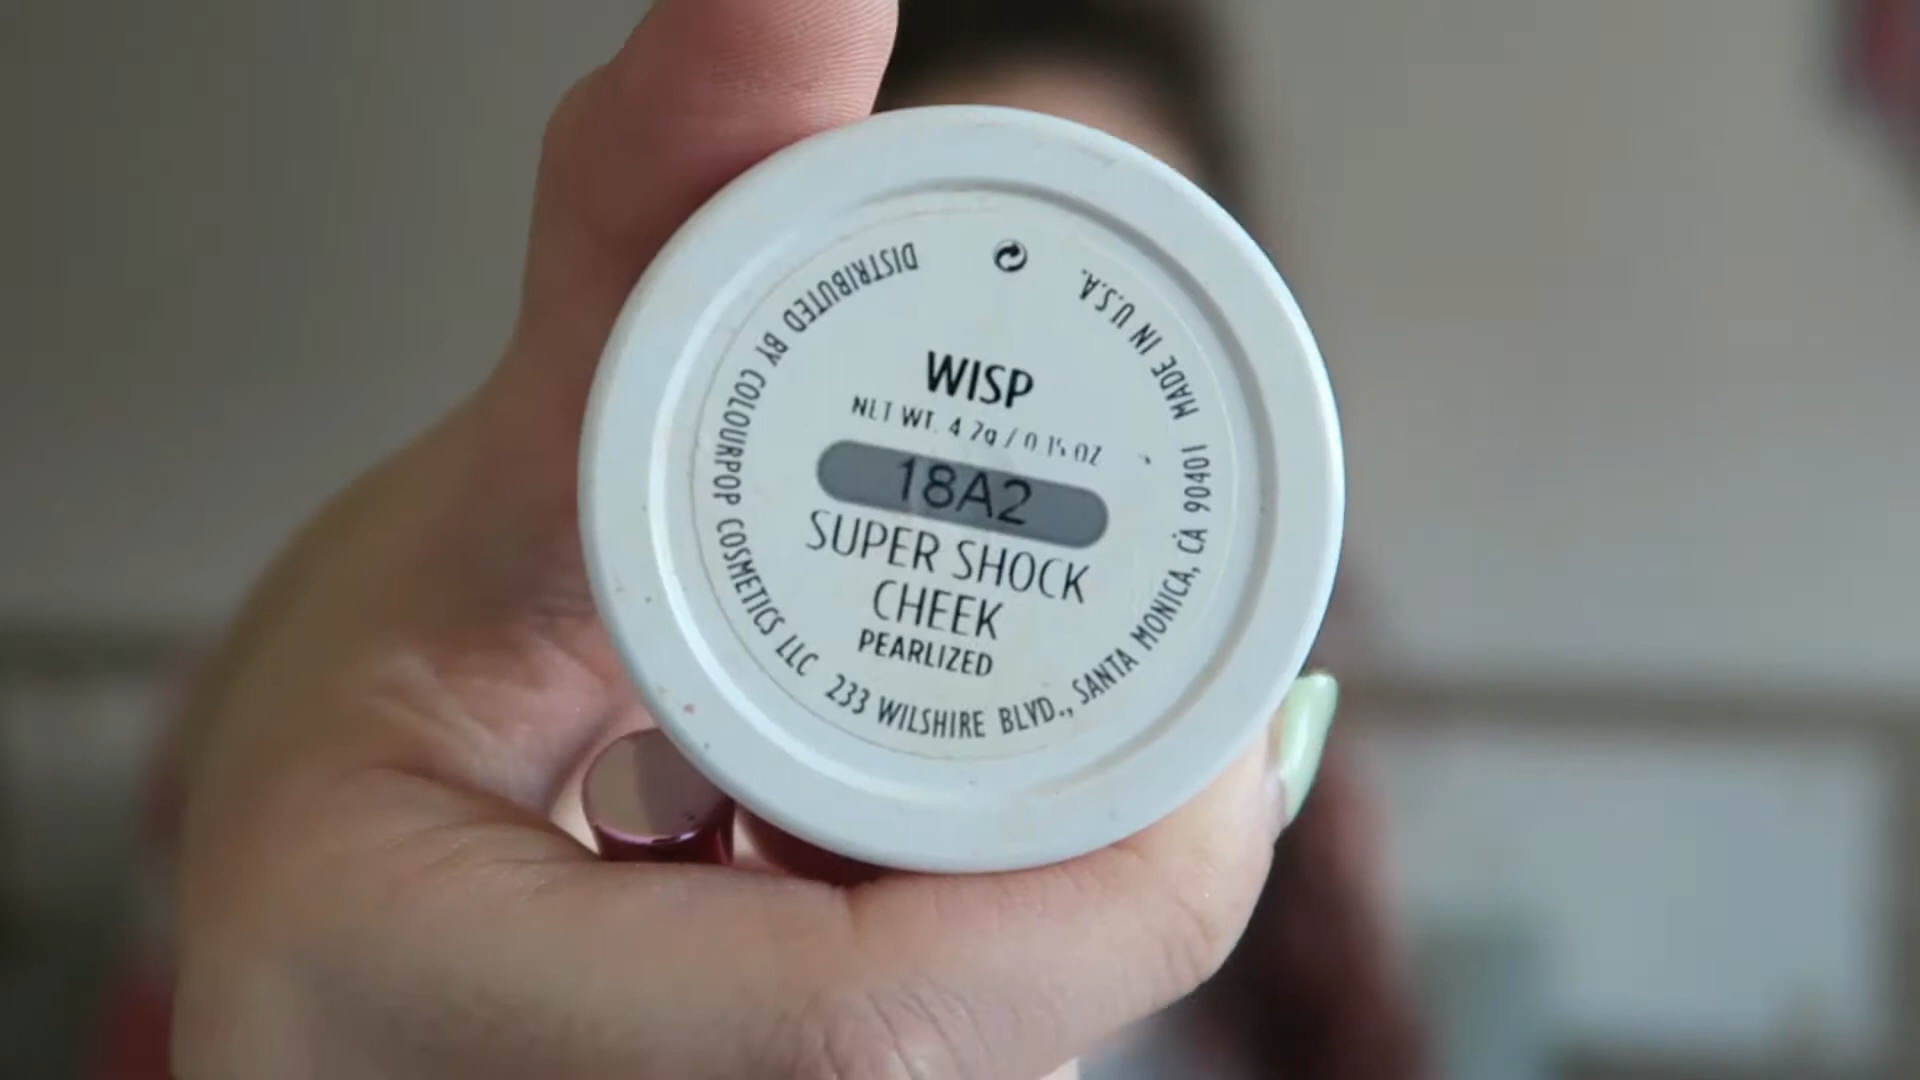 WISP
NET WT. 4.2g / 0.15 OZ
18A2
SUPER SHOCK
CHEEK
PEARLIZED
DISTRIBUTED BY COLOURPOP COSMETICS LLC 233 WILSHIRE BLVD., SANTA MONICA, CA 90401 MADE IN U.S.A.